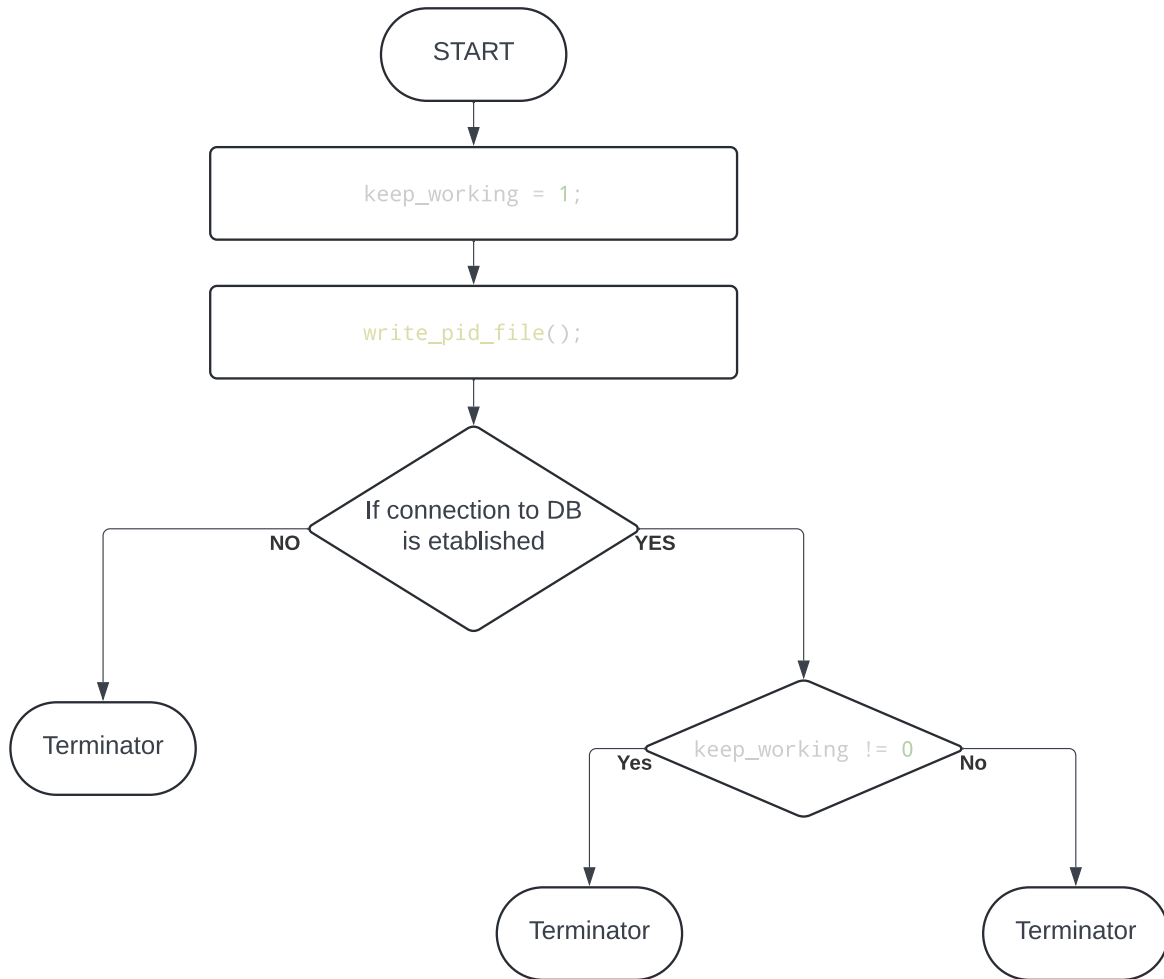 START
keep_working = 1;
write_pid_file();
If connection to DB
is etablished
NO
YES
Terminator
keep_working != 0
Yes
No
Terminator
Terminator